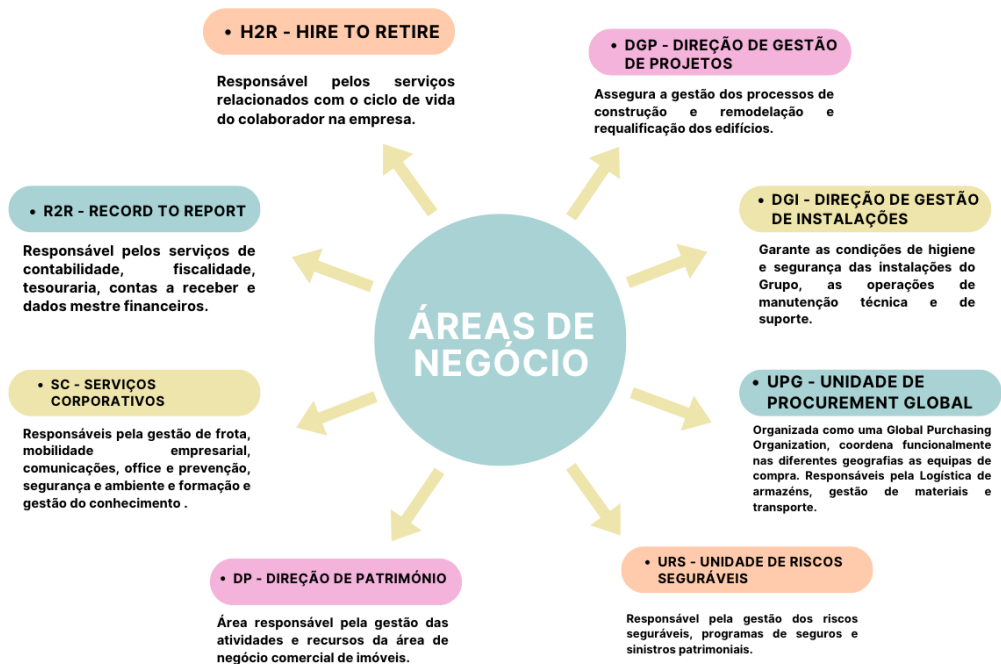 • H2R - HIRE TO RETIRE
Responsável pelos serviços
relacionados com o ciclo de vida
do colaborador na empresa.
• DGP - DIREÇÃO DE GESTÃO
DE PROJETOS
Assegura a gestão dos processos de
construção e remodelação e
requalificação dos edifícios.
• R2R - RECORD TO REPORT
Responsável pelos serviços de
contabilidade, fiscalidade,
tesouraria, contas a receber e
dados mestre financeiros.
• DGI - DIREÇÃO DE GESTÃO
DE INSTALAÇÕES
Garante as condições de higiene
e segurança das instalações do
Grupo, as operações de
manutenção técnica e de
suporte.
ÁREAS DE
NEGÓCIO
• SC - SERVIÇOS
CORPORATIVOS
Responsáveis pela gestão de frota,
mobilidade empresarial,
comunicações, office e prevenção,
segurança e ambiente e formação e
gestão do conhecimento .
• UPG - UNIDADE DE
PROCUREMENT GLOBAL
Organizada como uma Global Purchasing
Organization, coordena funcionalmente
nas diferentes geografias as equipas de
compra. Responsáveis pela Logística de
armazéns, gestão de materiais e
transporte.
• DP - DIREÇÃO DE PATRIMÓNIO
Área responsável pela gestão das
atividades e recursos da área de
negócio comercial de imóveis.
• URS - UNIDADE DE RISCOS
SEGURÁVEIS
Responsável pela gestão dos riscos
seguráveis, programas de seguros e
sinistros patrimoniais.